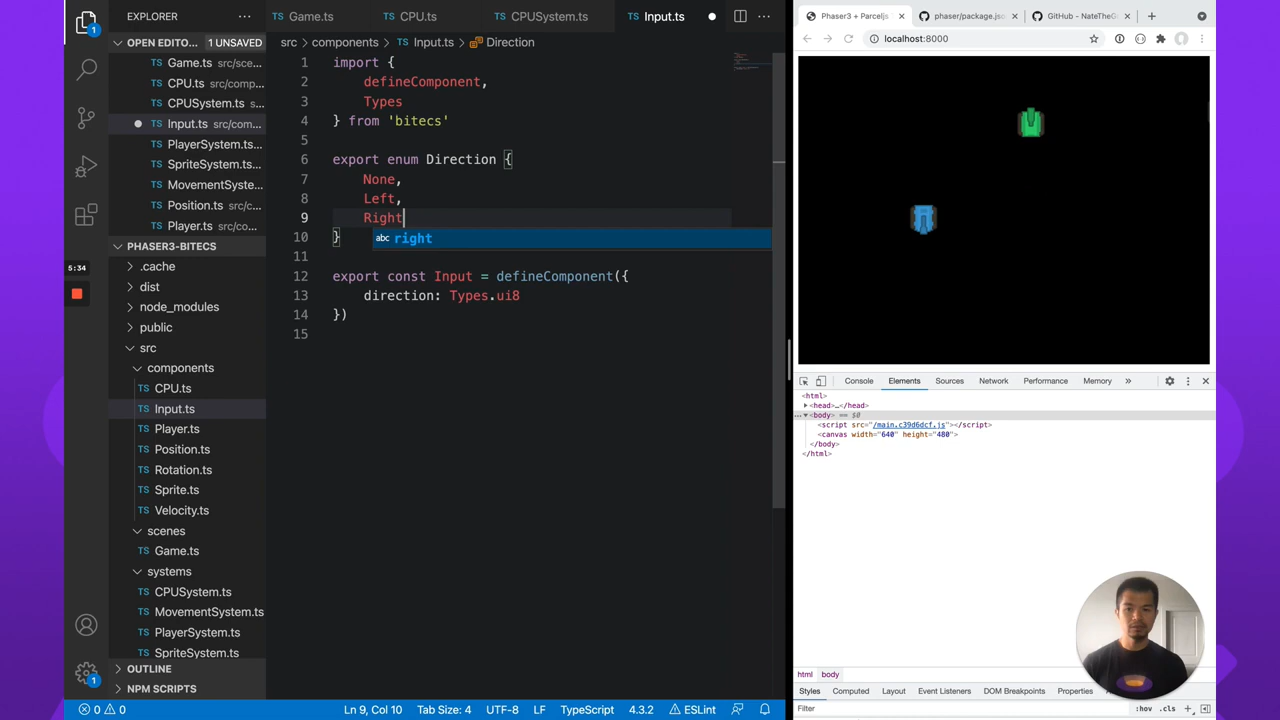 EXPLORER
OPEN EDITO... 1 UNSAVED
TS Game.ts src/sce...
TS CPU.ts src/comp...
TS CPUSystem.ts src...
TS Input.ts src/com...
TS PlayerSystem.ts...
TS SpriteSystem.ts...
TS MovementSyste...
TS Position.ts src/c...
TS Player.ts src/co...
PHASER3-BITECS
.cache
dist
node_modules
public
src
components
TS CPU.ts
TS Input.ts
TS Player.ts
TS Position.ts
TS Rotation.ts
TS Sprite.ts
TS Velocity.ts
scenes
TS Game.ts
systems
TS CPUSystem.ts
TS MovementSystem.ts
TS PlayerSystem.ts
TS SpriteSystem.ts
OUTLINE
NPM SCRIPTS
1
5:34
1
TS Game.ts TS CPU.ts TS CPUSystem.ts TS Input.ts
src > components > TS Input.ts > Direction
1 import {
2 defineComponent,
3 Types
4 } from 'bitecs'
5
6 export enum Direction {
7 None,
8 Left,
9 Right
abc right
10 }
11
12 export const Input = defineComponent({
13 direction: Types.ui8
14 })
15
0 0 Ln 9, Col 10 Tab Size: 4 UTF-8 LF TypeScript 4.3.2 ESLint
Phaser3 + Parceljs phaser/package.json GitHub - NateTheG
localhost:8000
Console Elements Sources Network Performance Memory »
<html>
<head>…</head>
<body> == $0
<script src="/main.c39d6dcf.js"></script>
<canvas width="640" height="480">
</body>
</html>
html body
Styles Computed Layout Event Listeners DOM Breakpoints Properties
Filter :hov .cls +